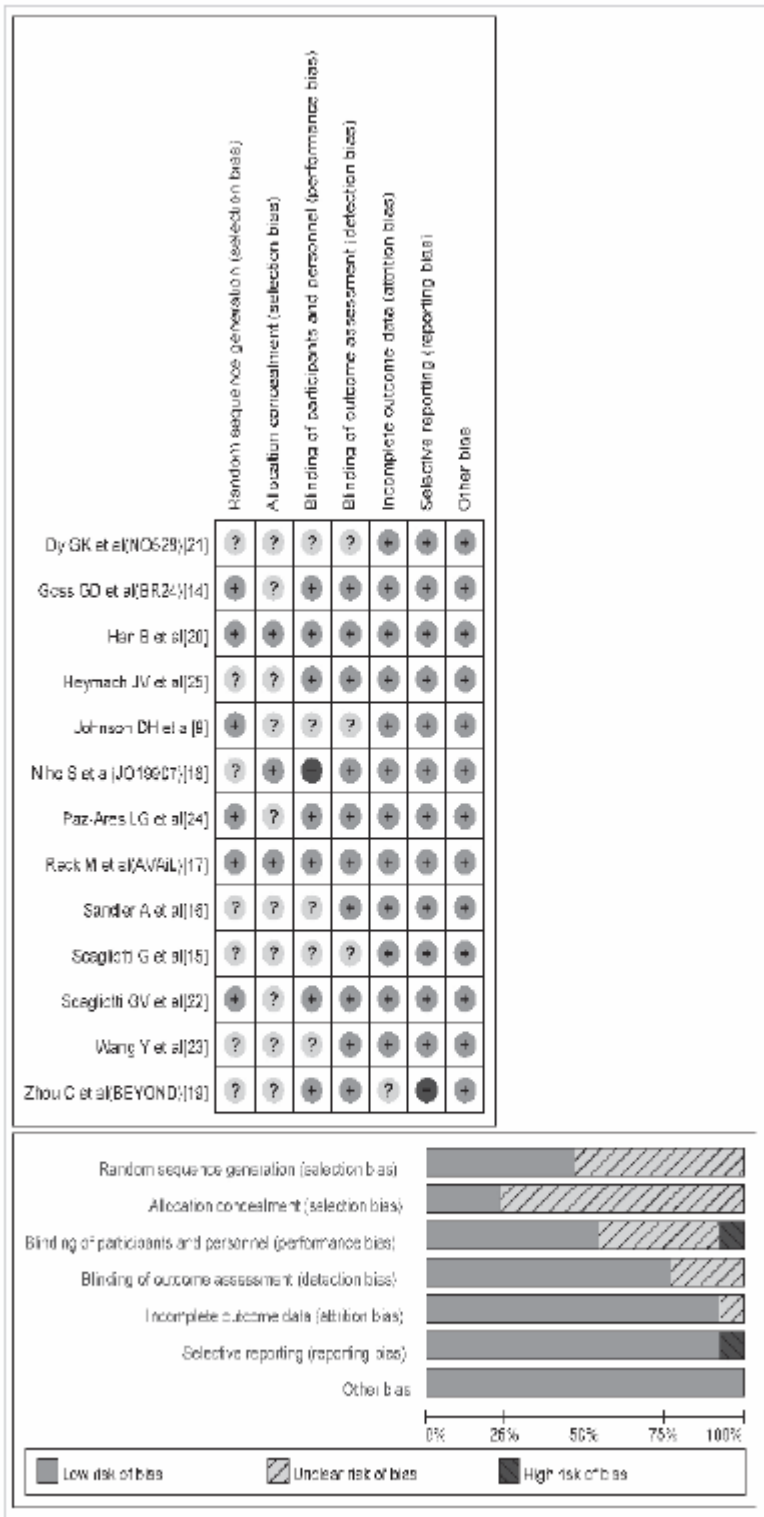 Random sequence generation (selection bias)
Allocation concealment (selection bias)
Blinding of participants and personnel (performance bias)
Blinding of outcome assessment (detection bias)
Incomplete outcome data (attrition bias)
Selective reporting (reporting bias)
Other bias
Dy GK et al(NO528)[21] ? ? ? ? + + +
Goss GD et al(BR24)[14] + ? + + + + +
Han B et al[20] + + + + + + +
Heymach JV et al[25] ? ? + + + + +
Johnson DH et al[9] + ? ? ? + + +
Niho S et al(JO19907)[18] ? + - + + + +
Paz-Ares LG et al[24] + ? + + + + +
Reck M et al(AVAiL)[17] + + + + + + +
Sandler A et al[16] ? ? ? + + + +
Scagliotti G et al[15] ? ? ? ? + + +
Scagliotti GV et al[22] + ? + + + + +
Wang Y et al[23] ? ? ? + + + +
Zhou C et al(BEYOND)[19] ? ? + + ? - +
Random sequence generation (selection bias)
Allocation concealment (selection bias)
Blinding of participants and personnel (performance bias)
Blinding of outcome assessment (detection bias)
Incomplete outcome data (attrition bias)
Selective reporting (reporting bias)
Other bias
0% 25% 50% 75% 100%
Low risk of bias Unclear risk of bias High risk of bias